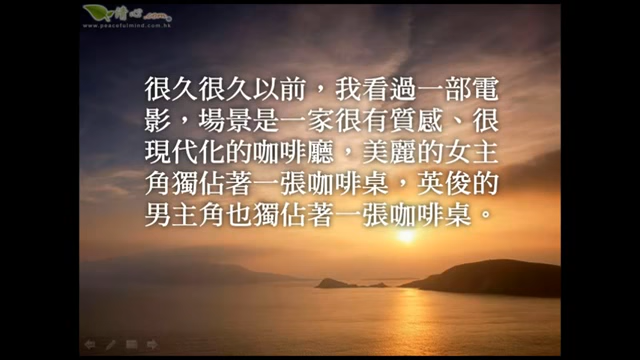 www.peacefulmind.com.hk
很久很久以前，我看過一部電
影，場景是一家很有質感、很
現代化的咖啡廳，美麗的女主
角獨佔著一張咖啡桌，英俊的
男主角也獨佔著一張咖啡桌。